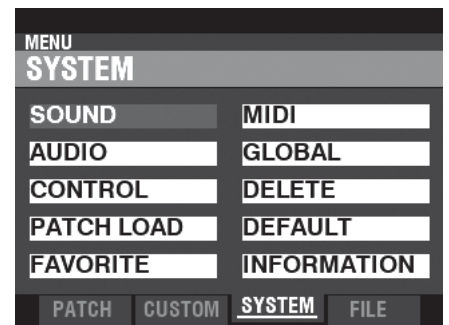 MENU
SYSTEM
SOUND MIDI
AUDIO GLOBAL
CONTROL DELETE
PATCH LOAD DEFAULT
FAVORITE INFORMATION
PATCH CUSTOM SYSTEM FILE